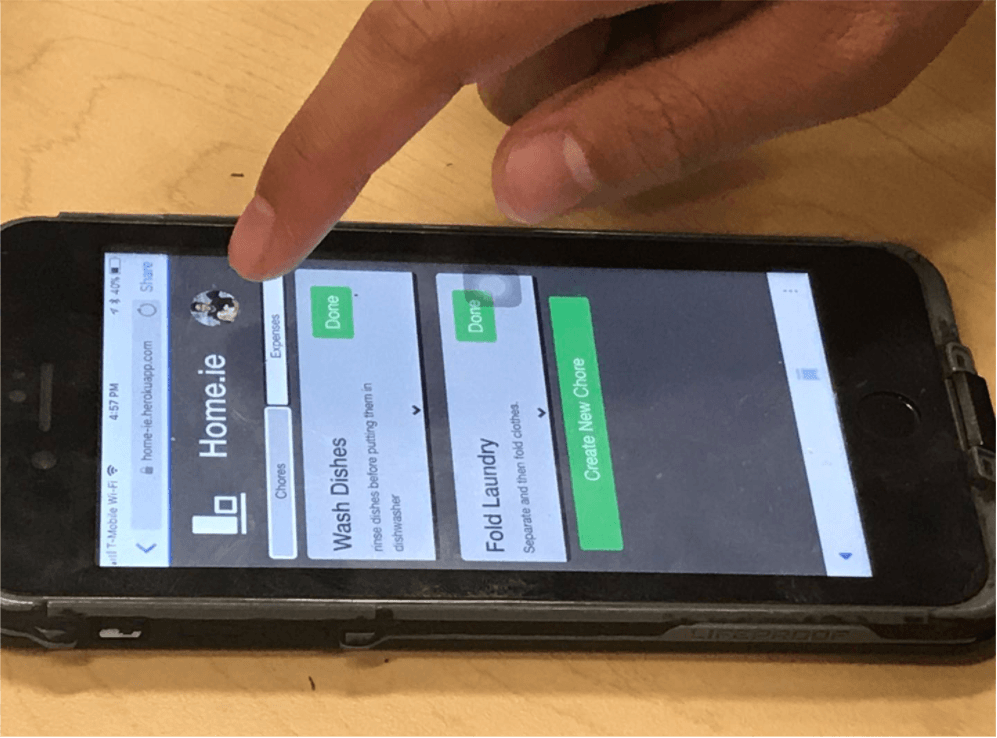 T-Mobile Wi-Fi 4:57 PM 40%
home-ie.herokuapp.com Share
Home.ie
Chores Expenses
Wash Dishes
rinse dishes before putting them in
dishwasher
Done
Fold Laundry
Separate and then fold clothes.
Done
Create New Chore
LIFEPROOF